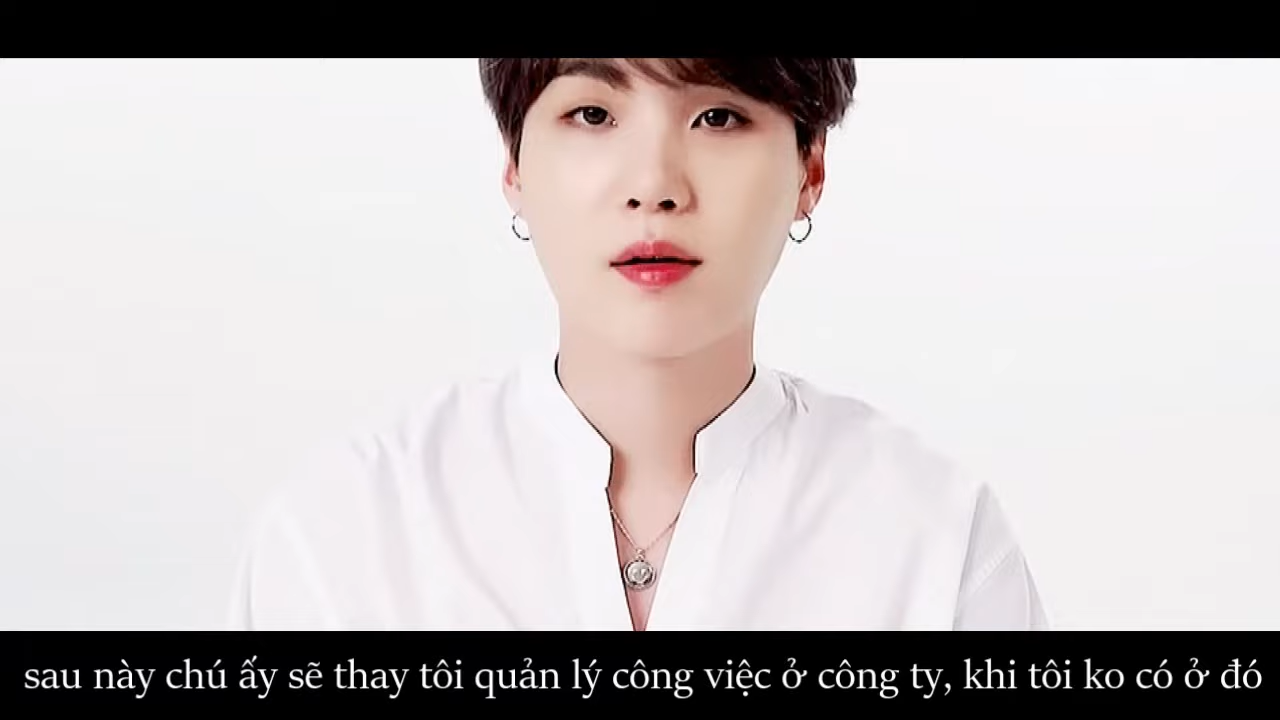 sau này chú ấy sẽ thay tôi quản lý công việc ở công ty, khi tôi ko có ở đó